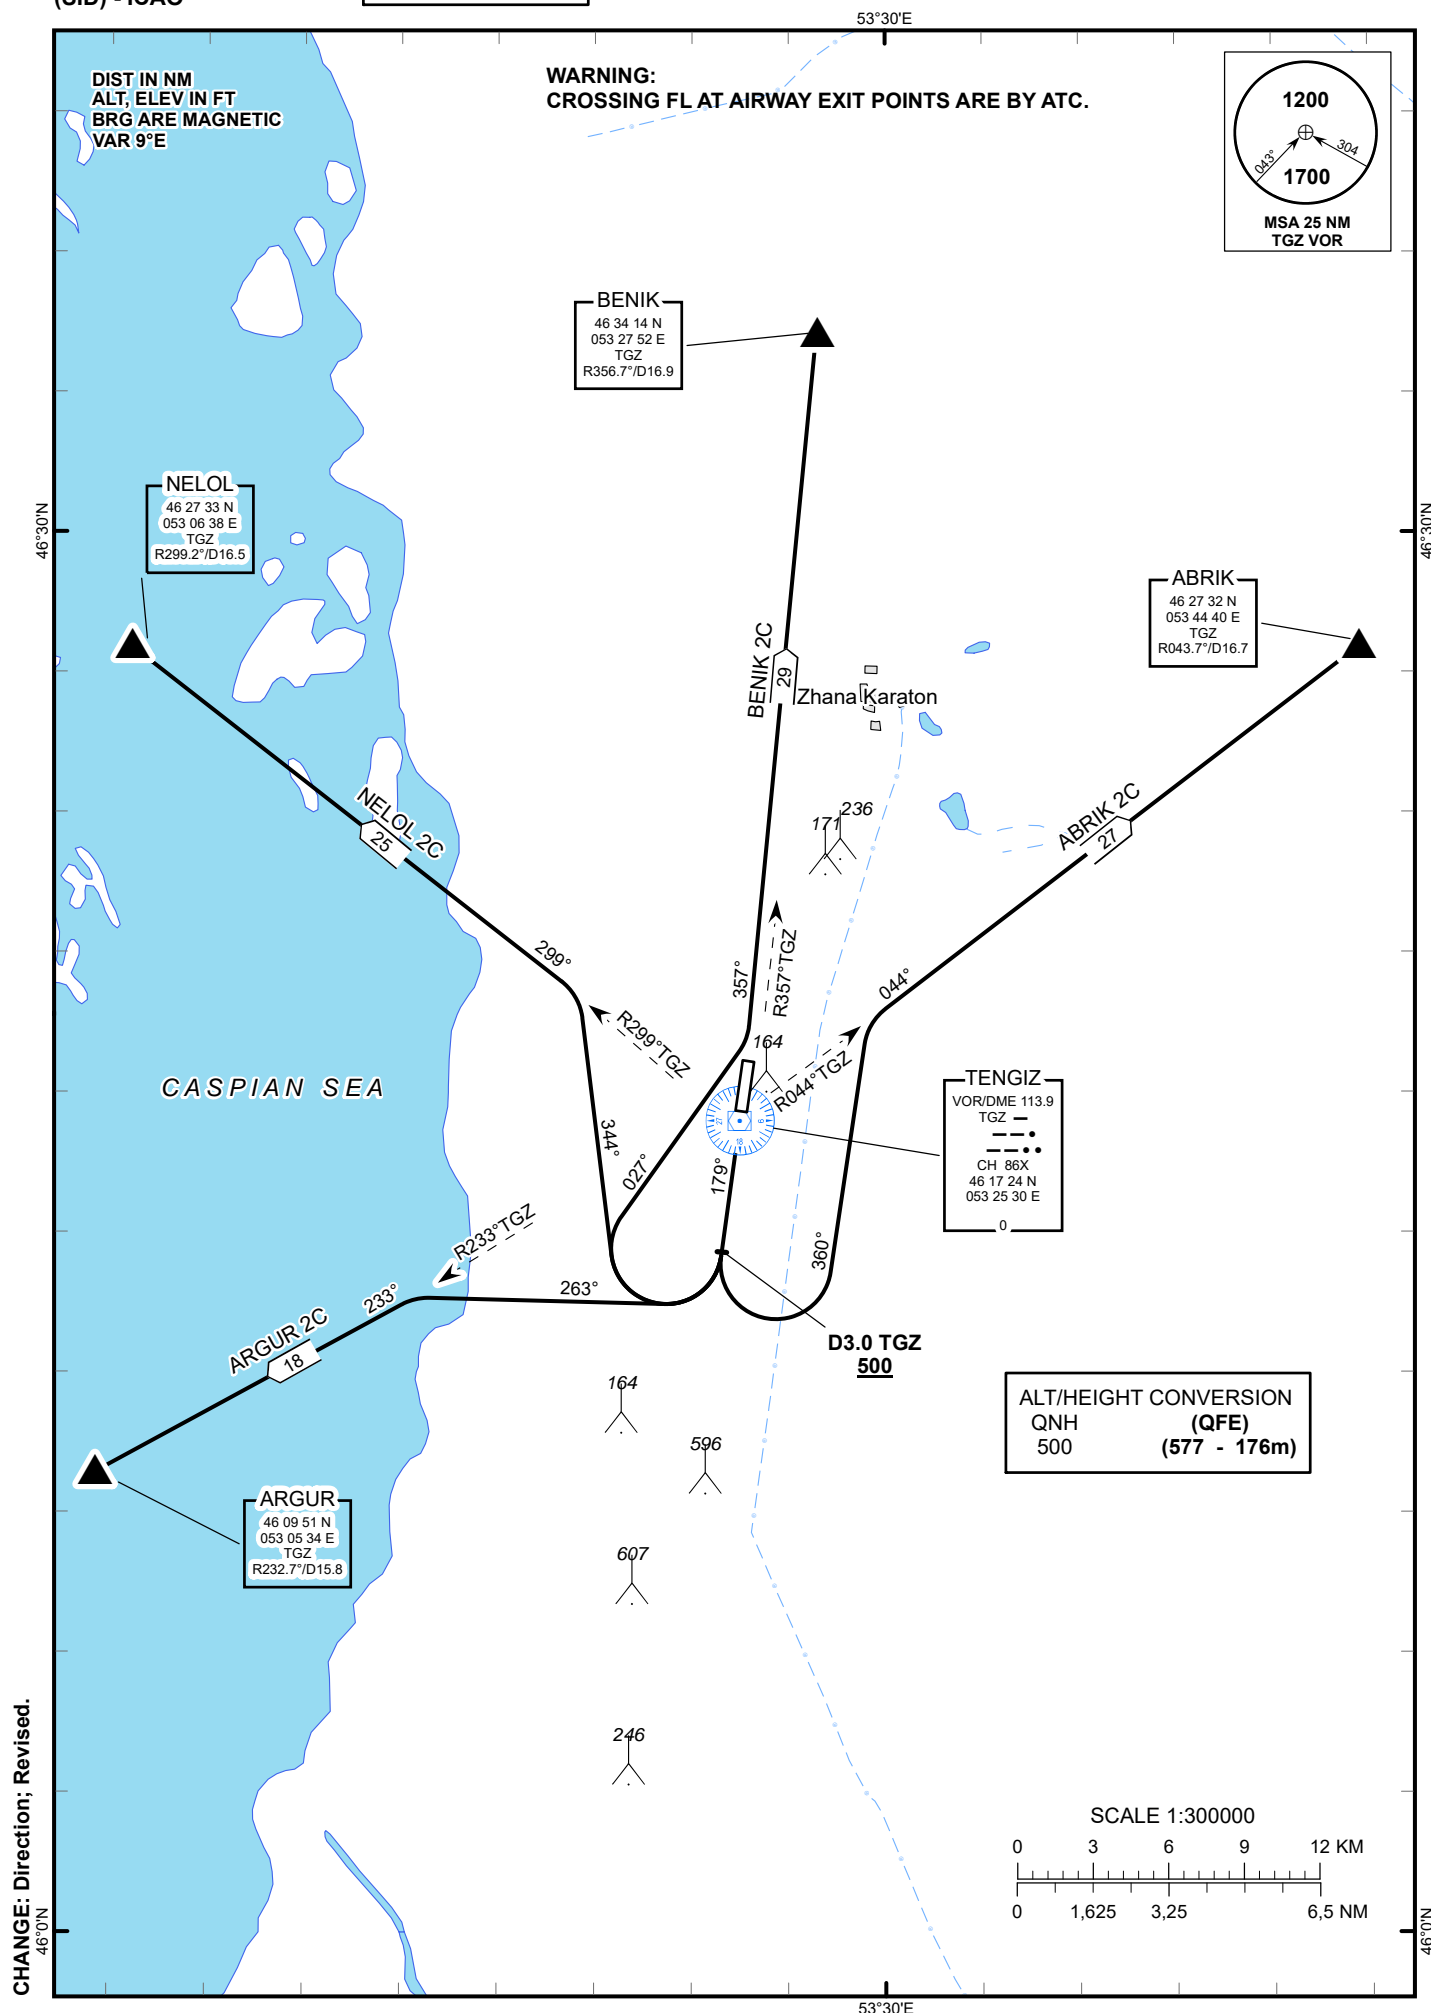 (SID) - ICAO
53°30'E
DIST IN NM
ALT, ELEV IN FT
BRG ARE MAGNETIC
VAR 9°E
WARNING:
CROSSING FL AT AIRWAY EXIT POINTS ARE BY ATC.
1200
043°
304
1700
MSA 25 NM
TGZ VOR
BENIK
46 34 14 N
053 27 52 E
TGZ
R356.7°/D16.9
NELOL
46 27 33 N
053 06 38 E
TGZ
R299.2°/D16.5
46°30'N
46°30'N
ABRIK
46 27 32 N
053 44 40 E
TGZ
R043.7°/D16.7
BENIK 2C
29
Zhana Karaton
NELOL 2C
25
ABRIK 2C
27
171
236
299°
357°
R357°TGZ
044°
R299°TGZ
164
R044°TGZ
CASPIAN SEA
TENGIZ
VOR/DME 113.9
TGZ
CH 86X
46 17 24 N
053 25 30 E
0
27
9
18
344°
027°
179°
360°
R233°TGZ
263°
233°
ARGUR 2C
18
D3.0 TGZ
500
164
596
ALT/HEIGHT CONVERSION
QNH (QFE)
500 (577 - 176m)
ARGUR
46 09 51 N
053 05 34 E
TGZ
R232.7°/D15.8
607
246
SCALE 1:300000
0 3 6 9 12 KM
0 1,625 3,25 6,5 NM
CHANGE: Direction; Revised.
46°0'N
46°0'N
53°30'E